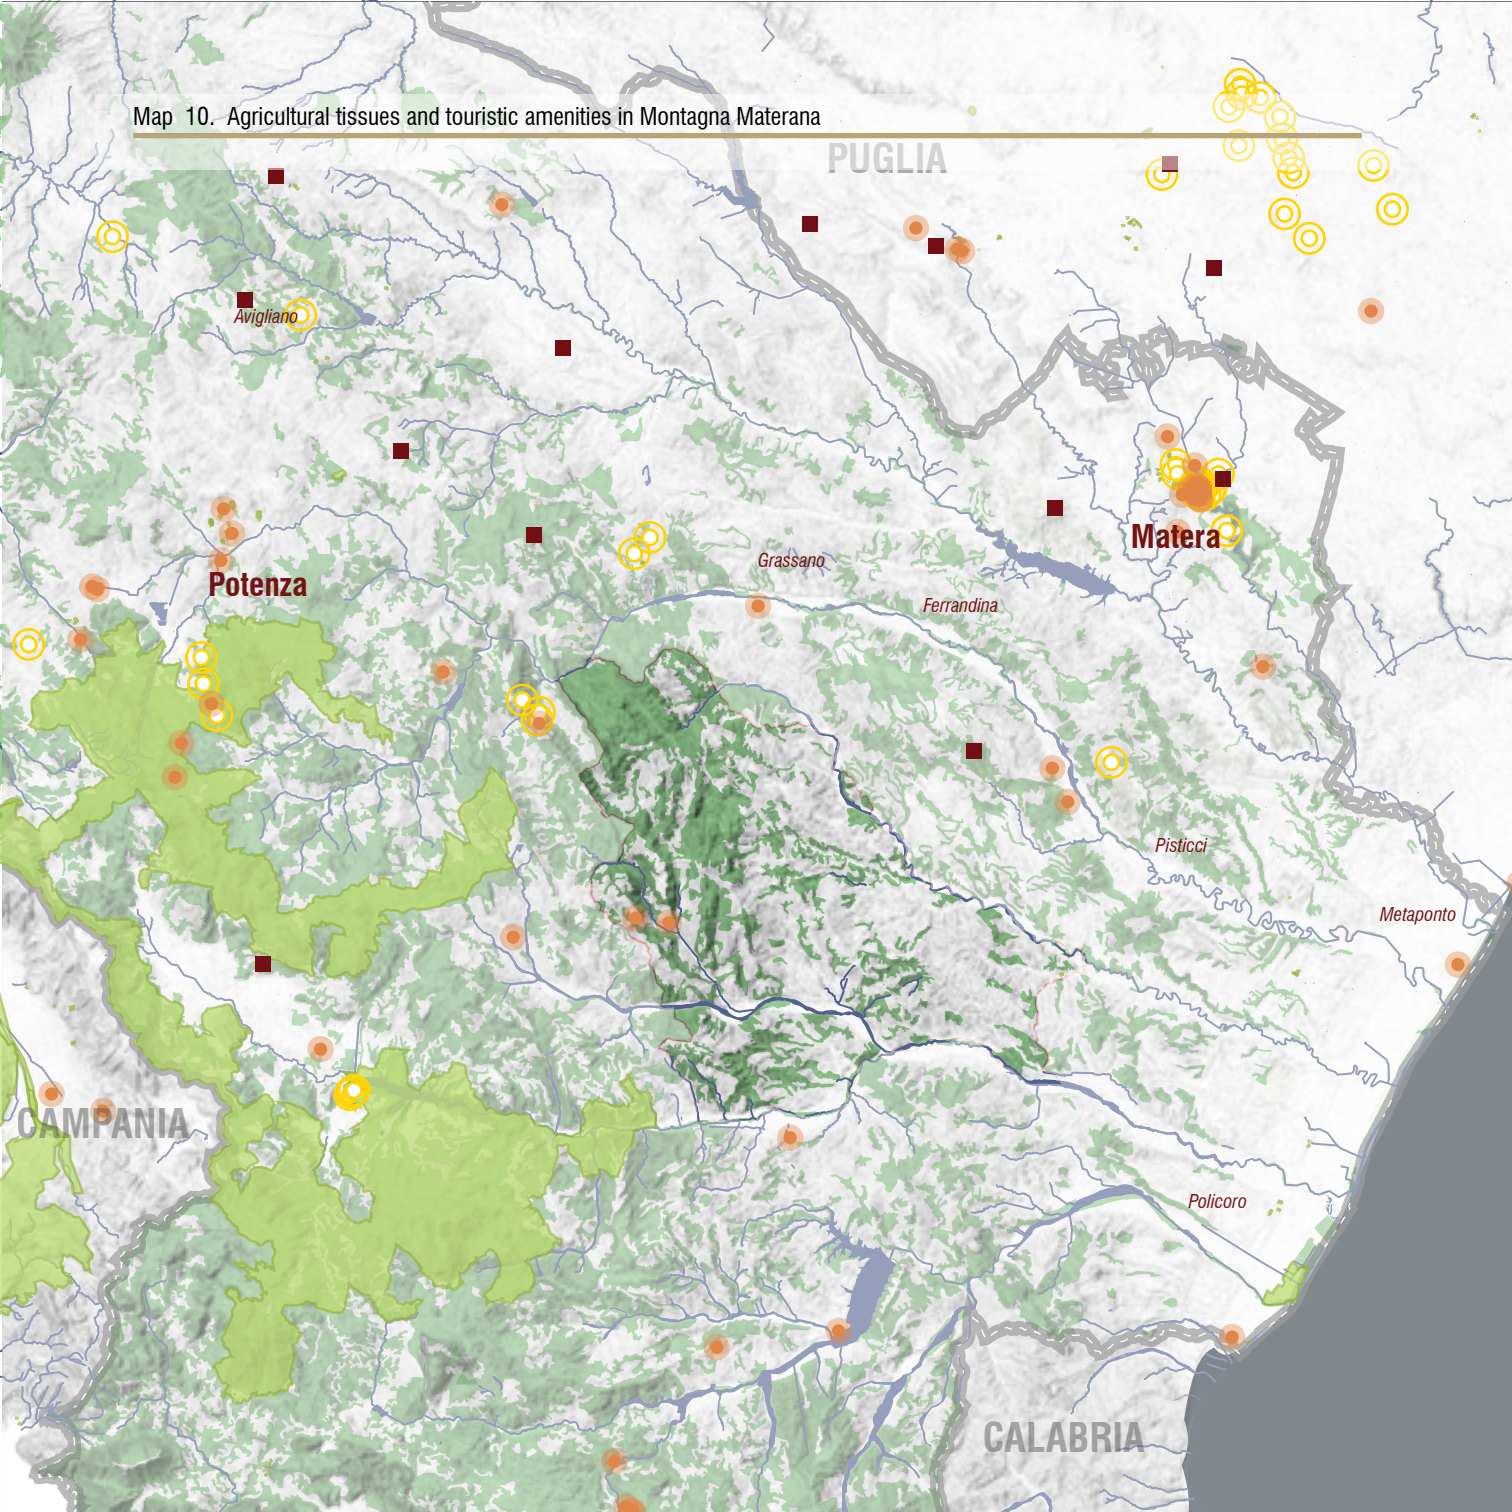 Map 10. Agricultural tissues and touristic amenities in Montagna Materana
PUGLIA
Avigliano
Matera
Grassano
Potenza
Ferrandina
Pisticci
Metaponto
CAMPANIA
Policoro
CALABRIA